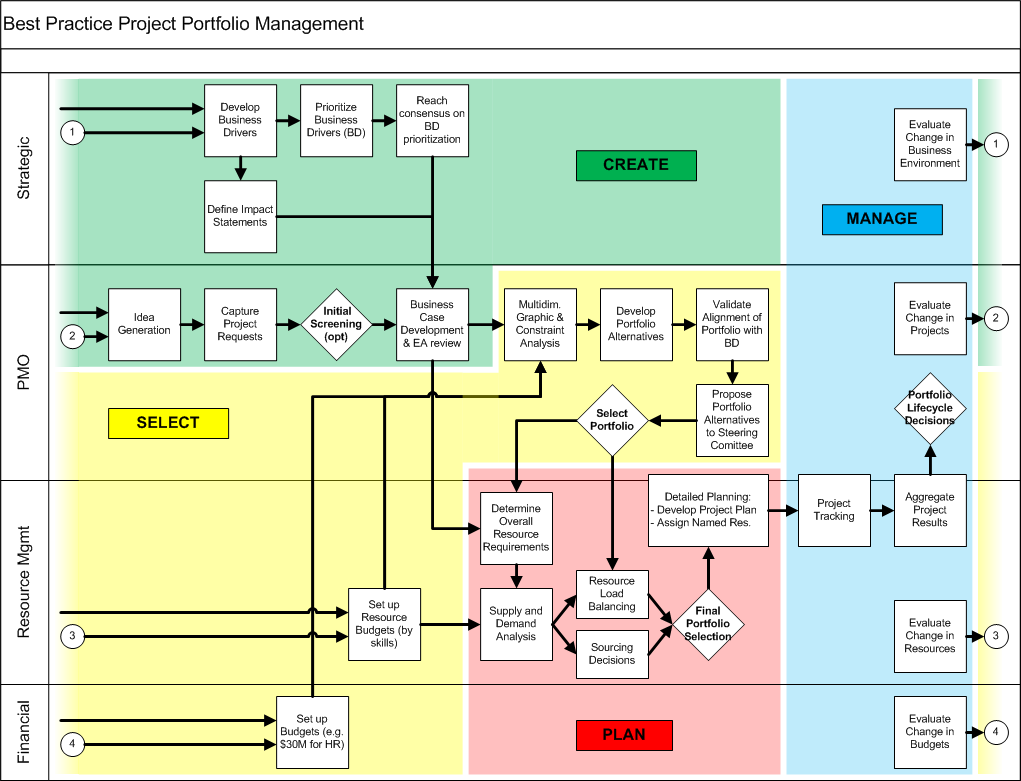 Best Practice Project Portfolio Management
Strategic
Develop
Business
Drivers
Prioritize
Business
Drivers (BD)
Reach
consensus on
BD
prioritization
1
Define Impact
Statements
CREATE
MANAGE
Evaluate
Change in
Business
Environment
1
PMO
Idea
Generation
Capture
Project
Requests
Initial
Screening
(opt)
Business
Case
Development
& EA review
Multidim.
Graphic &
Constraint
Analysis
Develop
Portfolio
Alternatives
Validate
Alignment of
Portfolio with
BD
2
Evaluate
Change in
Projects
2
SELECT
Select
Portfolio
Propose
Portfolio
Alternatives
to Steering
Comittee
Portfolio
Lifecycle
Decisions
Resource Mgmt
Determine
Overall
Resource
Requirements
Detailed Planning:
- Develop Project Plan
- Assign Named Res.
Project
Tracking
Aggregate
Project
Results
3
Set up
Resource
Budgets (by
skills)
Supply and
Demand
Analysis
Resource
Load
Balancing
Sourcing
Decisions
Final
Portfolio
Selection
Evaluate
Change in
Resources
3
Financial
4
Set up
Budgets (e.g.
$30M for HR)
PLAN
Evaluate
Change in
Budgets
4